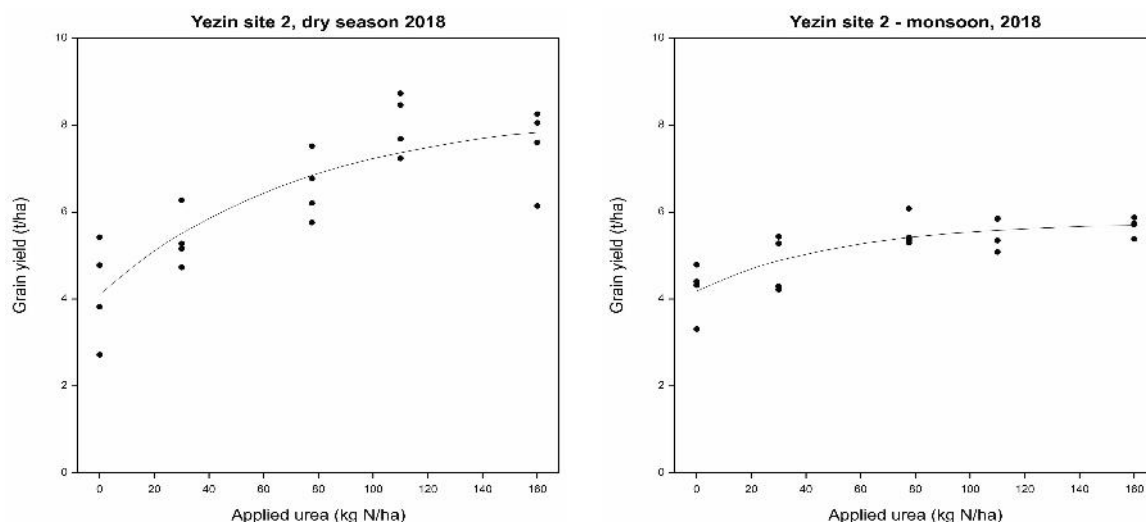 Yezin site 2, dry season 2018
10
8
6
4
2
0
Grain yield (t/ha)
0 20 40 60 80 100 120 140 160
Applied urea (kg N/ha)
Yezin site 2 - monsoon, 2018
10
8
6
4
2
0
Grain yield (t/ha)
0 20 40 60 80 100 120 140 160
Applied urea (kg N/ha)